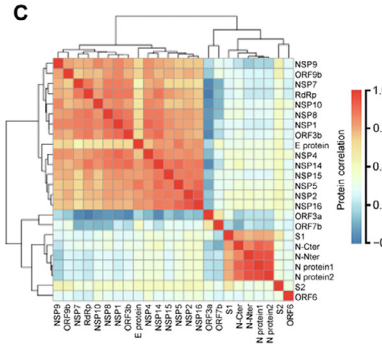 C
NSP9
ORF9b
NSP7
RdRp
NSP10
NSP8
NSP1
ORF3b
E protein
NSP4
NSP14
NSP15
NSP5
NSP2
NSP16
ORF3a
ORF7b
S1
N-Cter
N-Nter
N protein1
N protein2
S2
ORF6
NSP9
ORF9b
NSP7
RdRp
NSP10
NSP8
NSP1
ORF3b
E protein
NSP4
NSP14
NSP15
NSP5
NSP2
NSP16
ORF3a
ORF7b
S1
N-Cter
N-Nter
N protein1
N protein2
S2
ORF6
Protein correlation